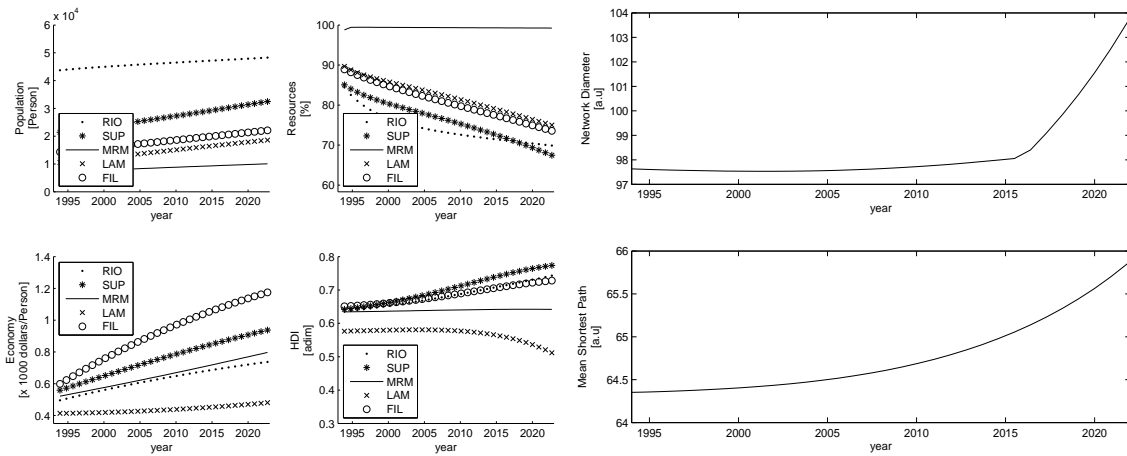 x 10^4
6
5
4
3
2
1
0
Population
[Person]
RIO
SUP
MRM
LAM
FIL
1995 2000 2005 2010 2015 2020
year
100
90
80
70
60
Resources
[%]
RIO
SUP
MRM
LAM
FIL
1995 2000 2005 2010 2015 2020
year
104
103
102
101
100
99
98
97
Network Diameter
[a.u]
1995 2000 2005 2010 2015 2020
year
1.4
1.2
1
0.8
0.6
0.4
Economy
[x 1000 dollars/Person]
RIO
SUP
MRM
LAM
FIL
1995 2000 2005 2010 2015 2020
year
0.8
0.7
0.6
0.5
0.4
0.3
HDI
[adim]
RIO
SUP
MRM
LAM
FIL
1995 2000 2005 2010 2015 2020
year
66
65.5
65
64.5
64
Mean Shortest Path
[a.u]
1995 2000 2005 2010 2015 2020
year